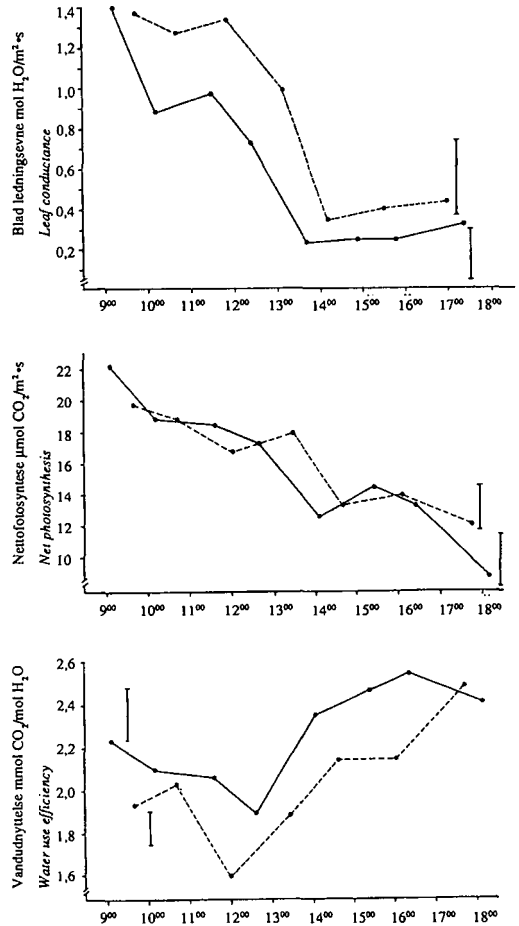 Blad ledningsevne mol H₂O/m²•s
Leaf conductance
1,4
1,2
1,0
0,8
0,6
0,4
0,2
9⁰⁰ 10⁰⁰ 11⁰⁰ 12⁰⁰ 13⁰⁰ 14⁰⁰ 15⁰⁰ 16⁰⁰ 17⁰⁰ 18⁰⁰
Nettofotosyntese µmol CO₂/m²•s
Net photosynthesis
22
20
18
16
14
12
10
9⁰⁰ 10⁰⁰ 11⁰⁰ 12⁰⁰ 13⁰⁰ 14⁰⁰ 15⁰⁰ 16⁰⁰ 17⁰⁰ 18⁰⁰
Vandudnyttelse mmol CO₂/mol H₂O
Water use efficiency
2,6
2,4
2,2
2,0
1,8
1,6
9⁰⁰ 10⁰⁰ 11⁰⁰ 12⁰⁰ 13⁰⁰ 14⁰⁰ 15⁰⁰ 16⁰⁰ 17⁰⁰ 18⁰⁰